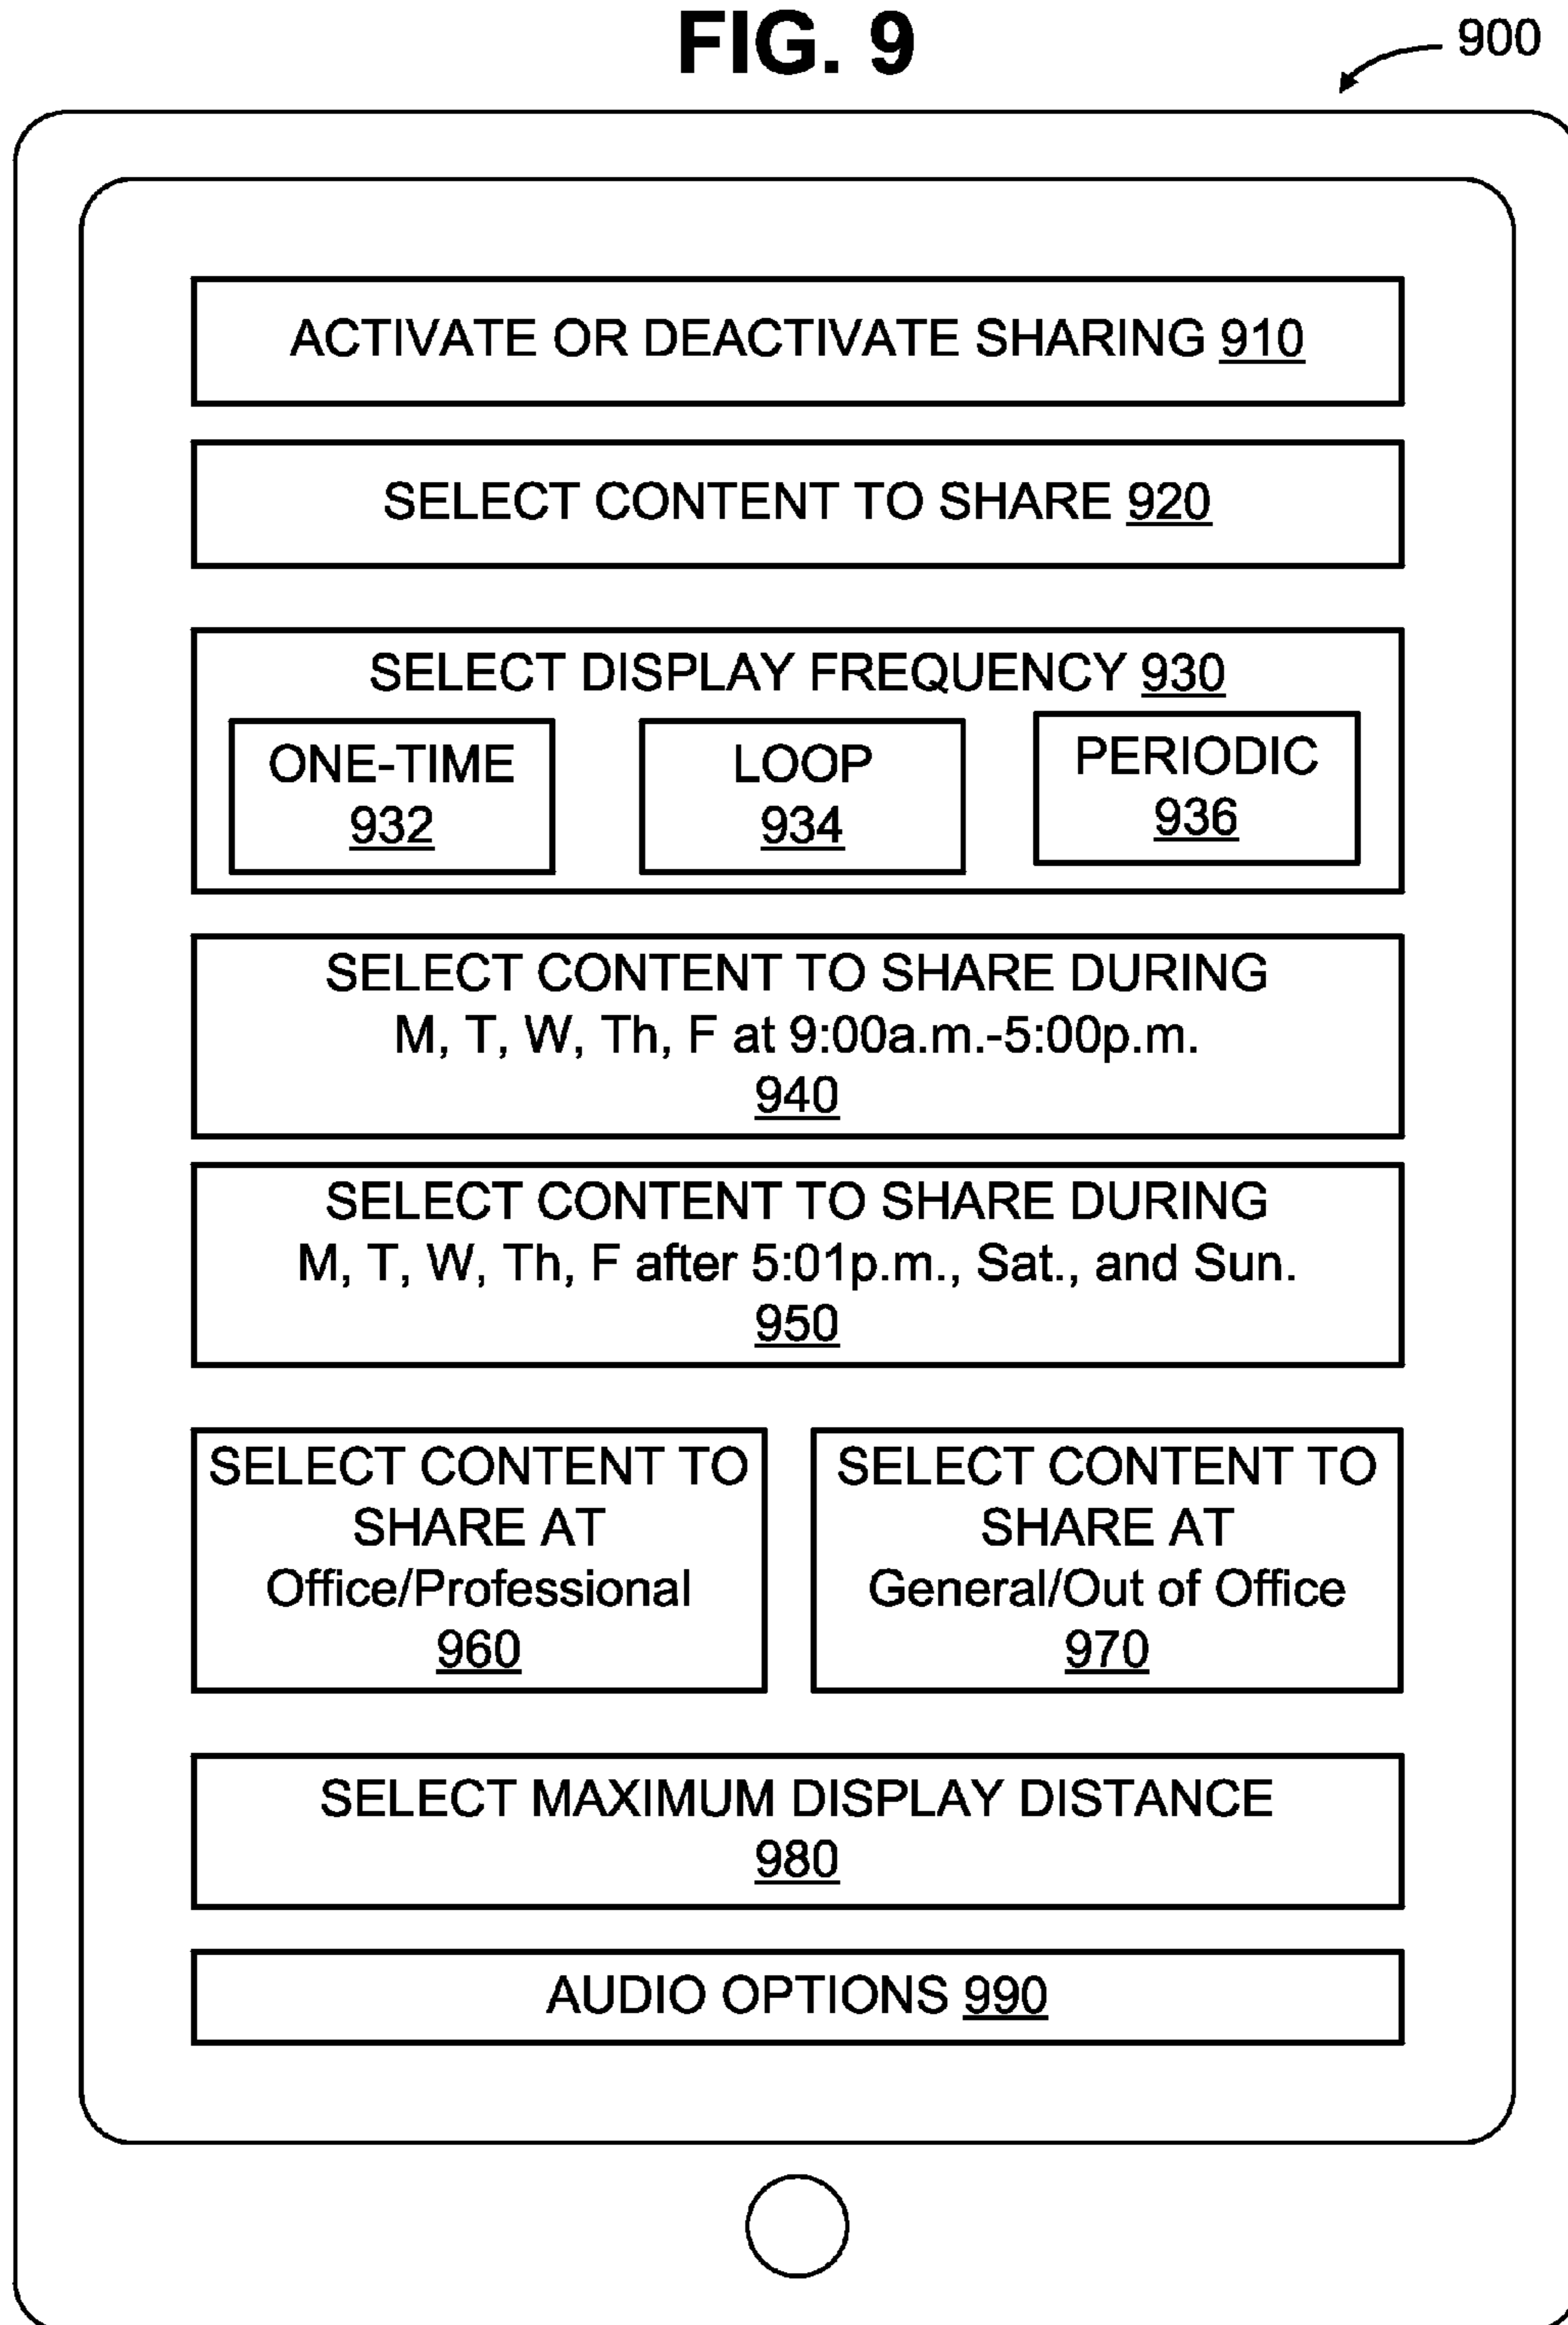 FIG. 9
900
ACTIVATE OR DEACTIVATE SHARING 910
SELECT CONTENT TO SHARE 920
SELECT DISPLAY FREQUENCY 930
ONE-TIME
932
LOOP
934
PERIODIC
936
SELECT CONTENT TO SHARE DURING
M, T, W, Th, F at 9:00a.m.-5:00p.m.
940
SELECT CONTENT TO SHARE DURING
M, T, W, Th, F after 5:01p.m., Sat., and Sun.
950
SELECT CONTENT TO
SHARE AT
Office/Professional
960
SELECT CONTENT TO
SHARE AT
General/Out of Office
970
SELECT MAXIMUM DISPLAY DISTANCE
980
AUDIO OPTIONS 990